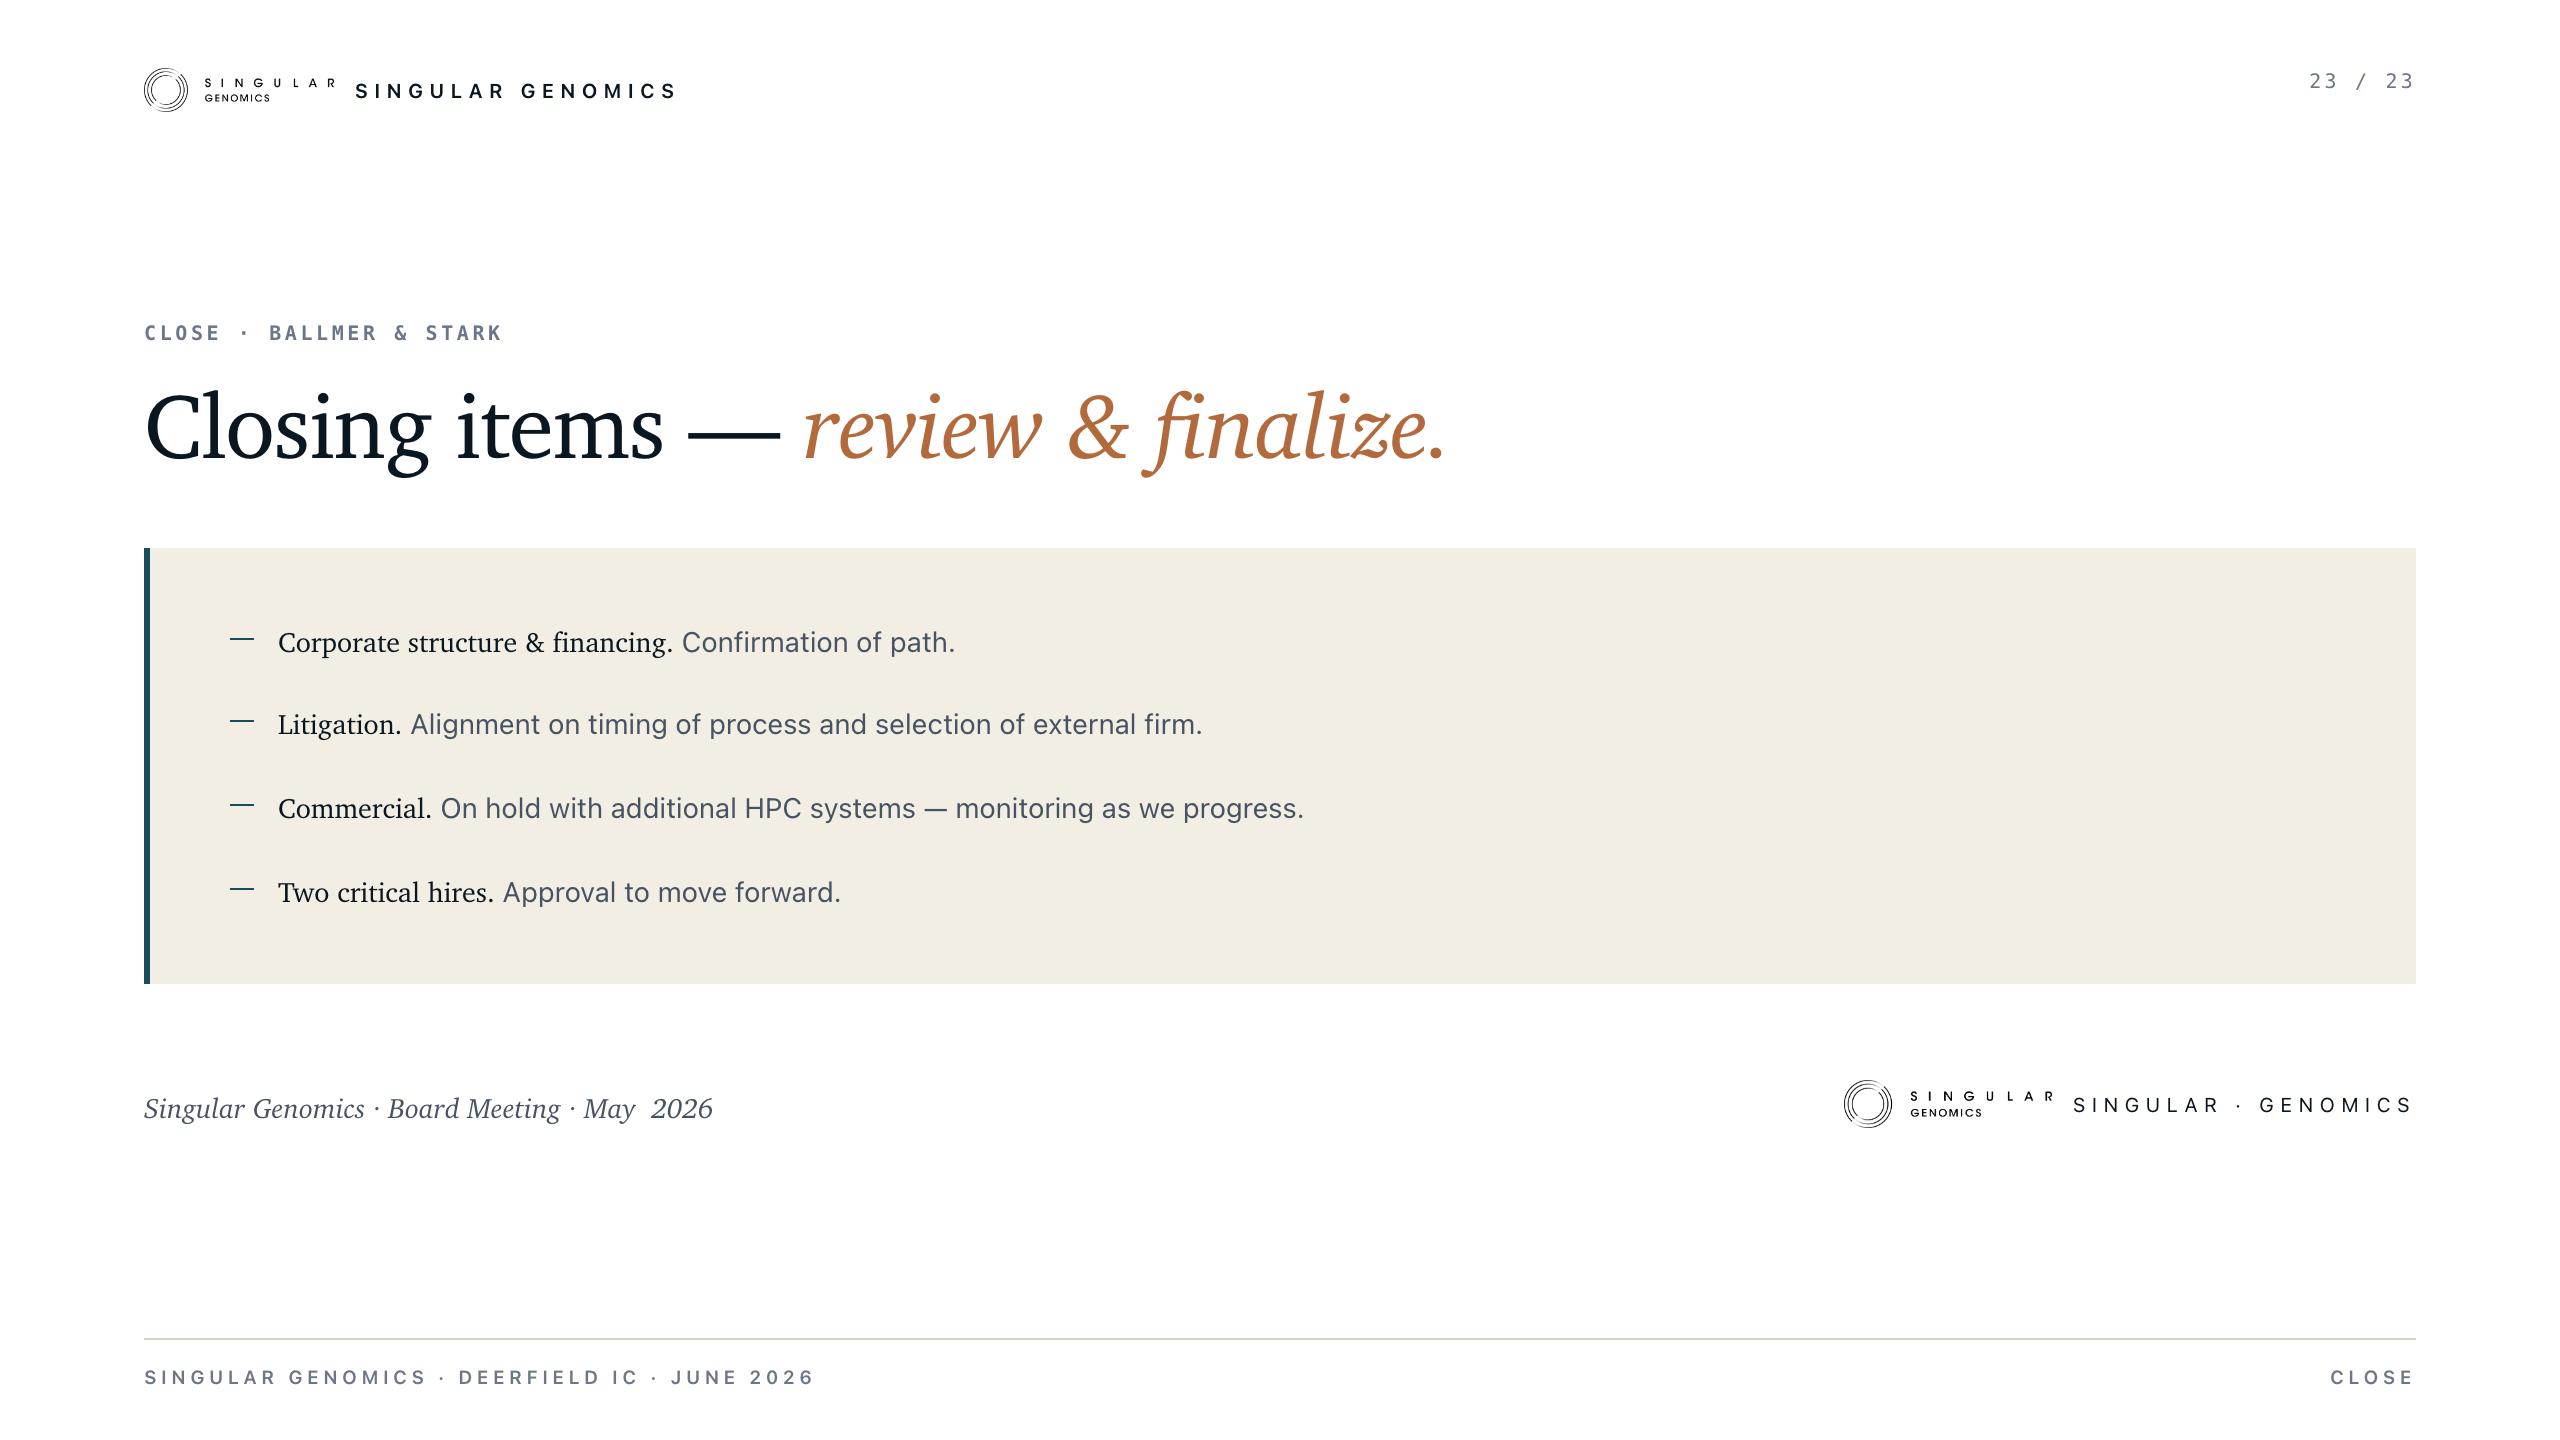 SINGULAR
GENOMICS
SINGULAR GENOMICS
23 / 23
CLOSE · BALLMER & STARK
Closing items — review & finalize.
— Corporate structure & financing. Confirmation of path.
— Litigation. Alignment on timing of process and selection of external firm.
— Commercial. On hold with additional HPC systems — monitoring as we progress.
— Two critical hires. Approval to move forward.
Singular Genomics · Board Meeting · May 2026
SINGULAR
GENOMICS
SINGULAR · GENOMICS
SINGULAR GENOMICS · DEERFIELD IC · JUNE 2026
CLOSE